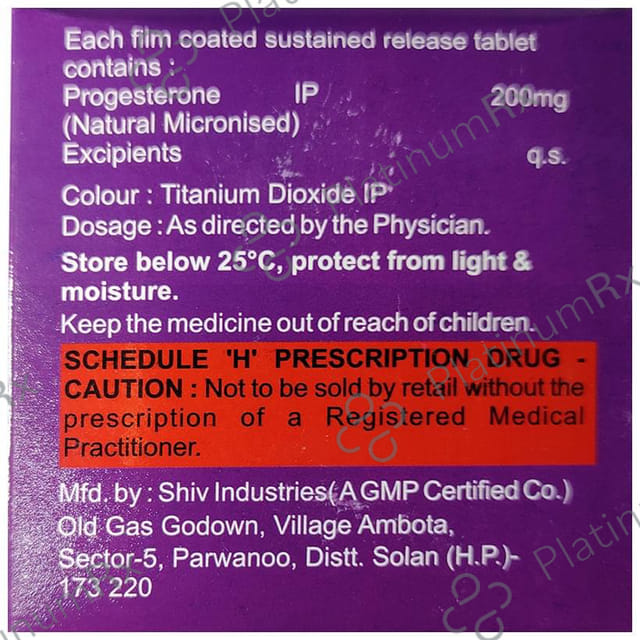 Each film coated sustained release tablet
contains :
Progesterone IP 200mg
(Natural Micronised)
Excipients q.s.
Colour : Titanium Dioxide IP
Dosage : As directed by the Physician.
Store below 25°C, protect from light &
moisture.
Keep the medicine out of reach of children.
SCHEDULE 'H' PRESCRIPTION DRUG -
CAUTION : Not to be sold by retail without the
prescription of a Registered Medical
Practitioner.
Mfd. by : Shiv Industries( A GMP Certified Co.)
Old Gas Godown, Village Ambota,
Sector-5, Parwanoo, Distt. Solan (H.P.)-
173 220
PlatinumRx
PlatinumRx
PlatinumRx